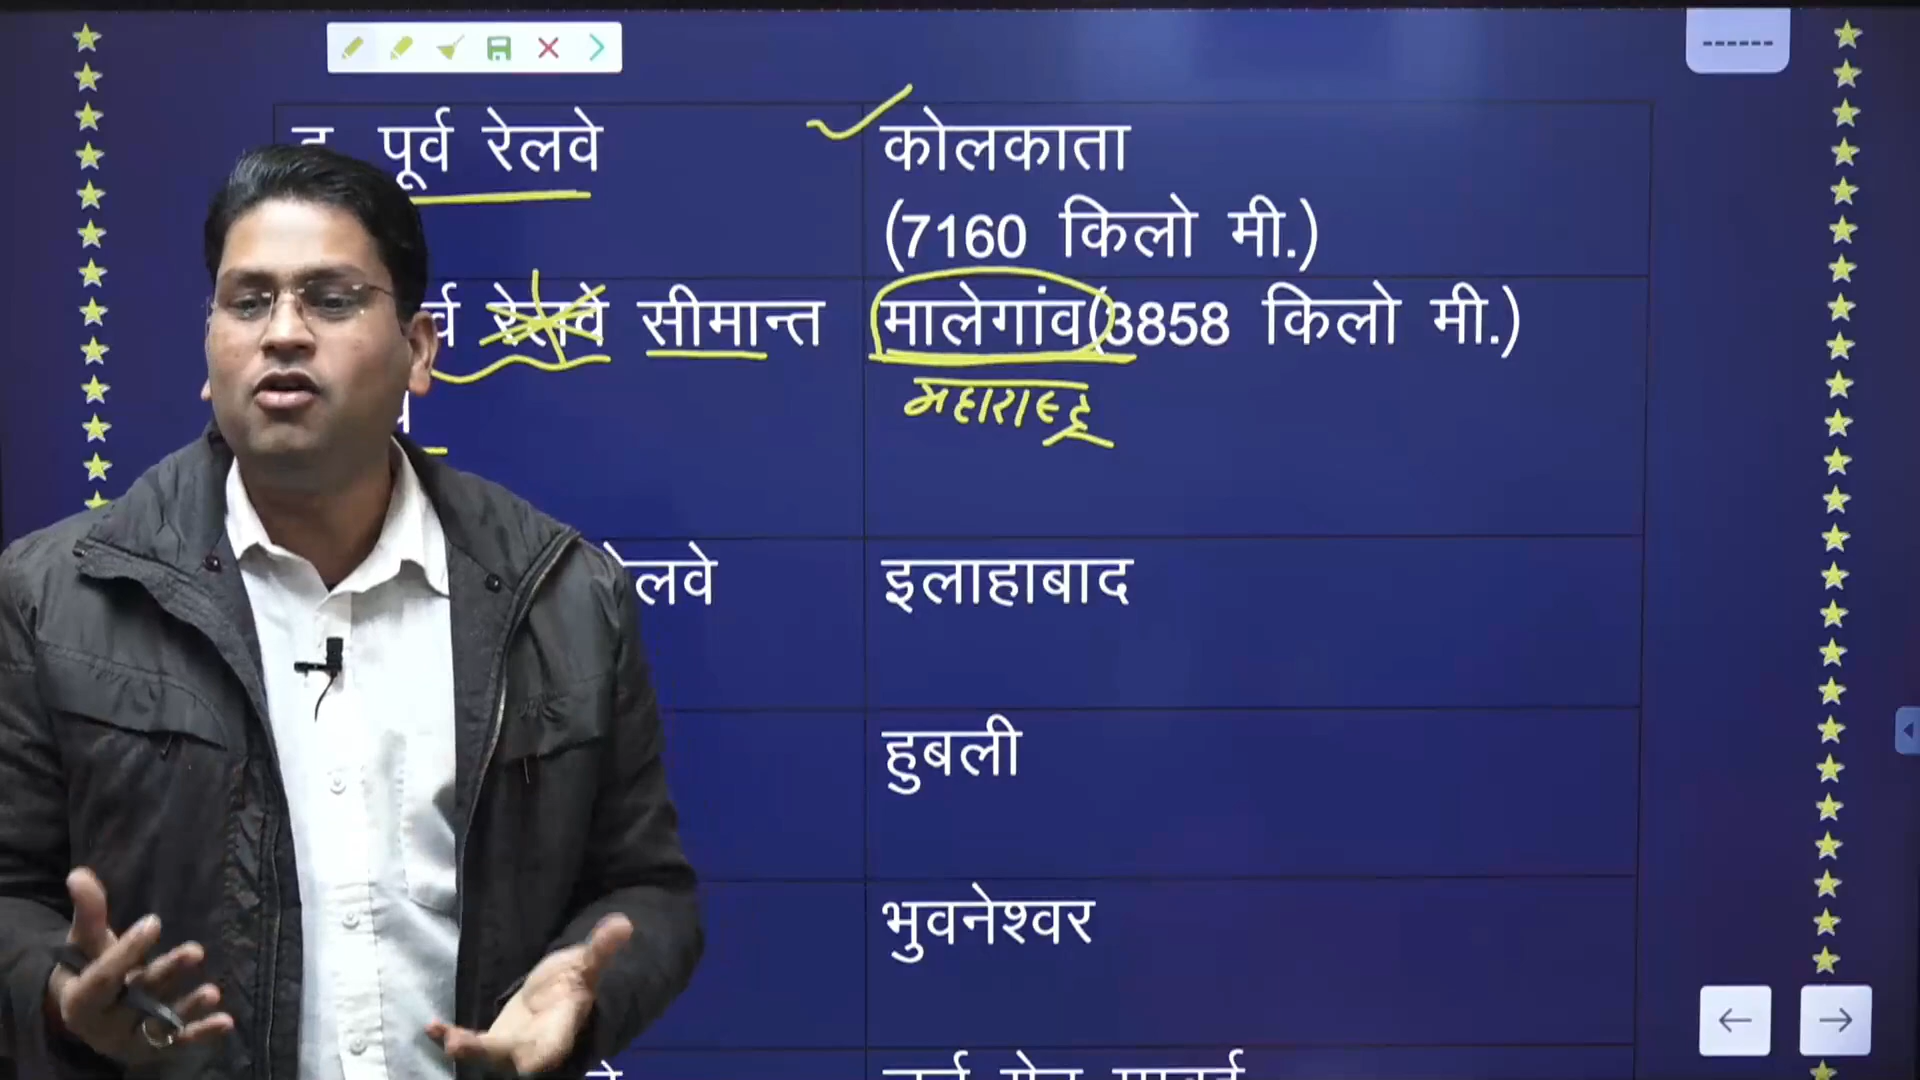 द. पूर्व रेलवे
कोलकाता
(7160 किलो मी.)
रेलवे सीमान्त
मालेगांव(3858 किलो मी.)
महाराष्ट्र
इलाहाबाद
हुबली
भुवनेश्वर